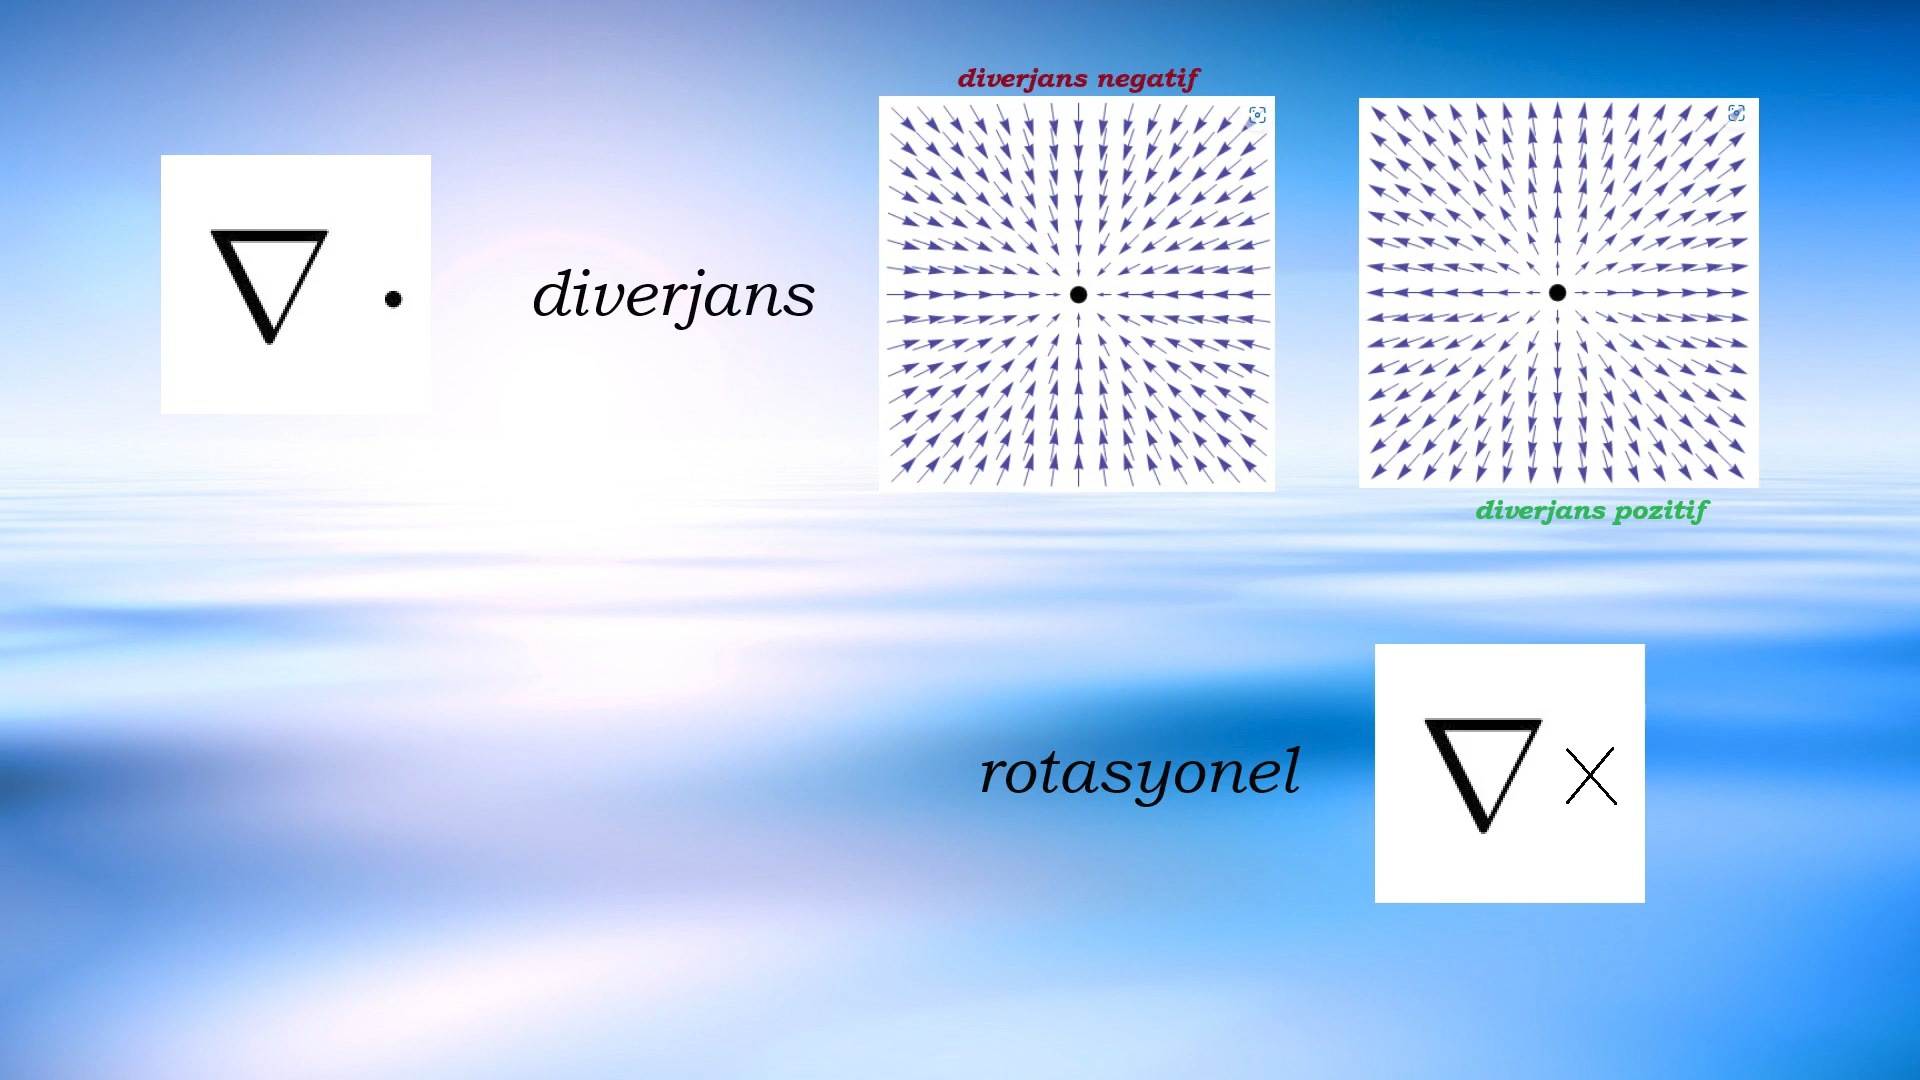 diverjans negatif
∇ ·
diverjans
diverjans pozitif
rotasyonel
∇ ×